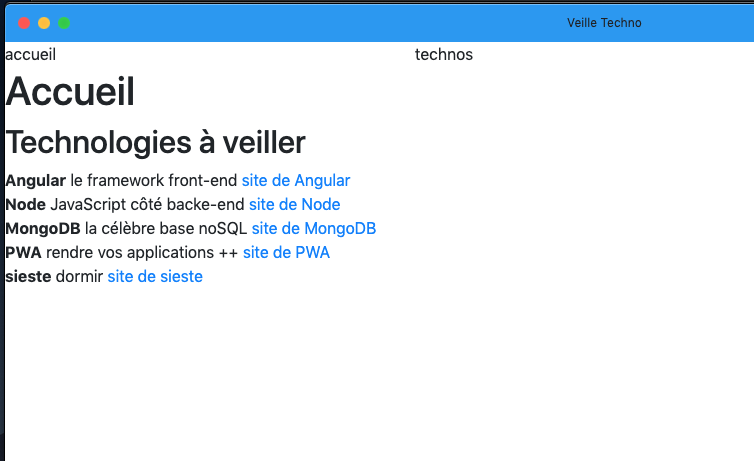 Veille Techno
accueil technos
Accueil
Technologies à veiller
Angular le framework front-end site de Angular
Node JavaScript côté backe-end site de Node
MongoDB la célèbre base noSQL site de MongoDB
PWA rendre vos applications ++ site de PWA
sieste dormir site de sieste